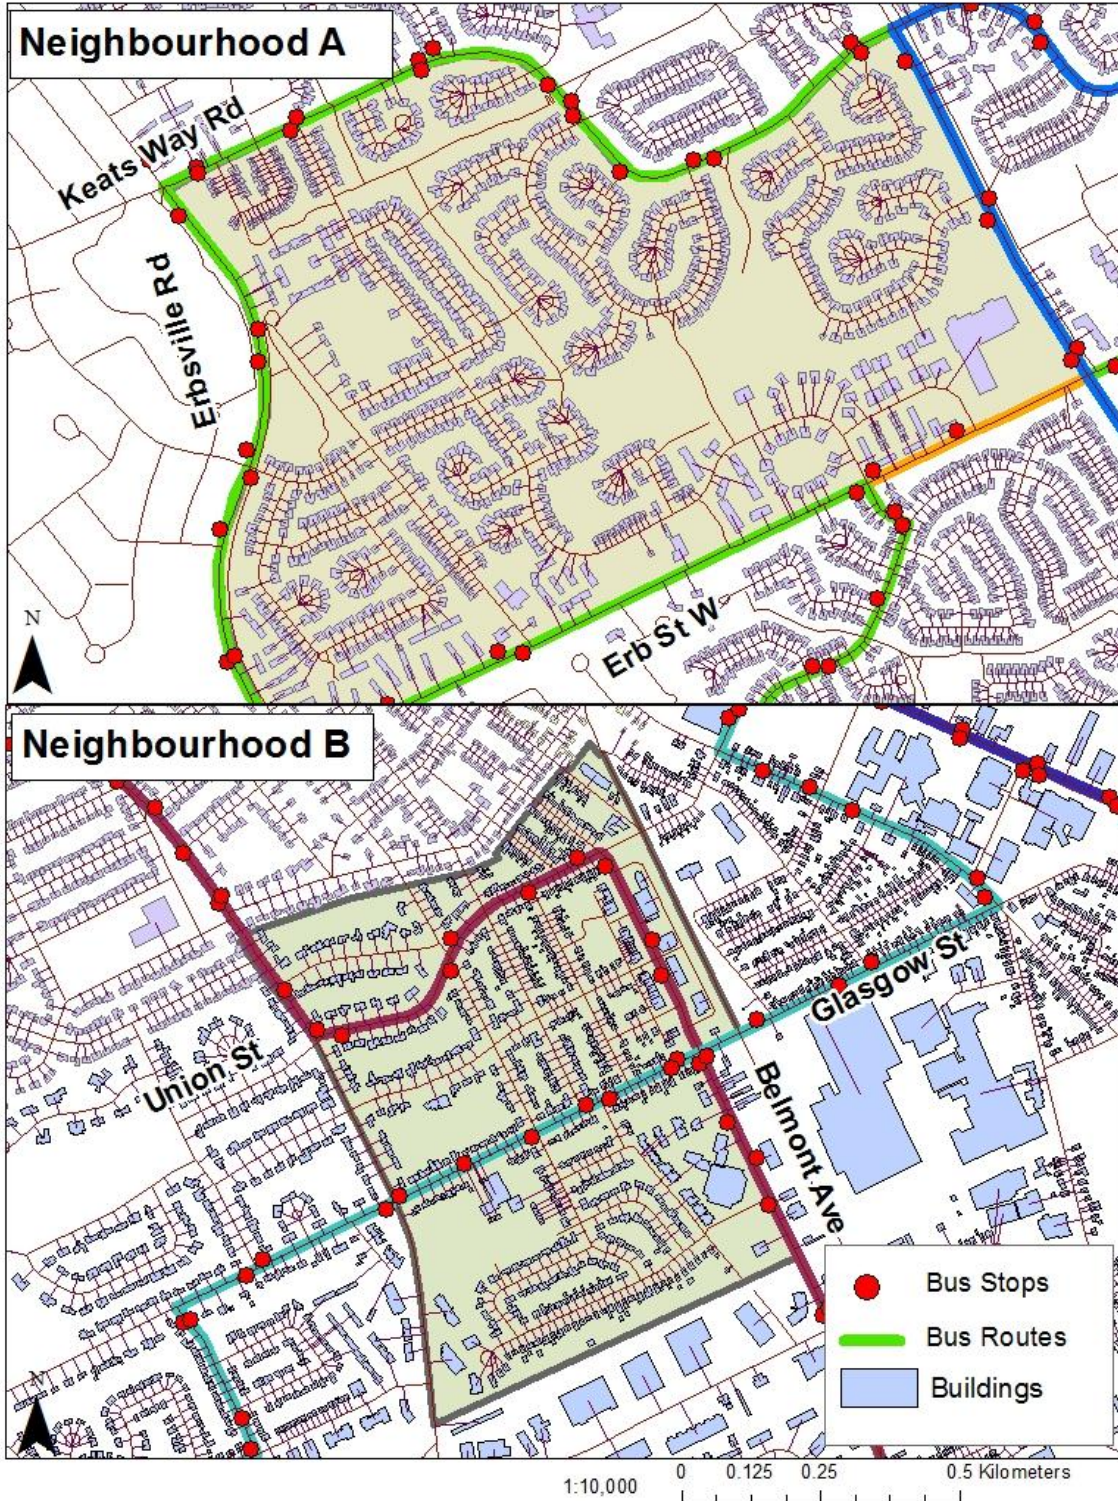 Neighbourhood A
Keats Way Rd
Erbsville Rd
N
Erb St W
Neighbourhood B
Glasgow St
Union St
Belmont Ave
Bus Stops
Bus Routes
Buildings
N
1:10,000
0 0.125 0.25 0.5 Kilometers